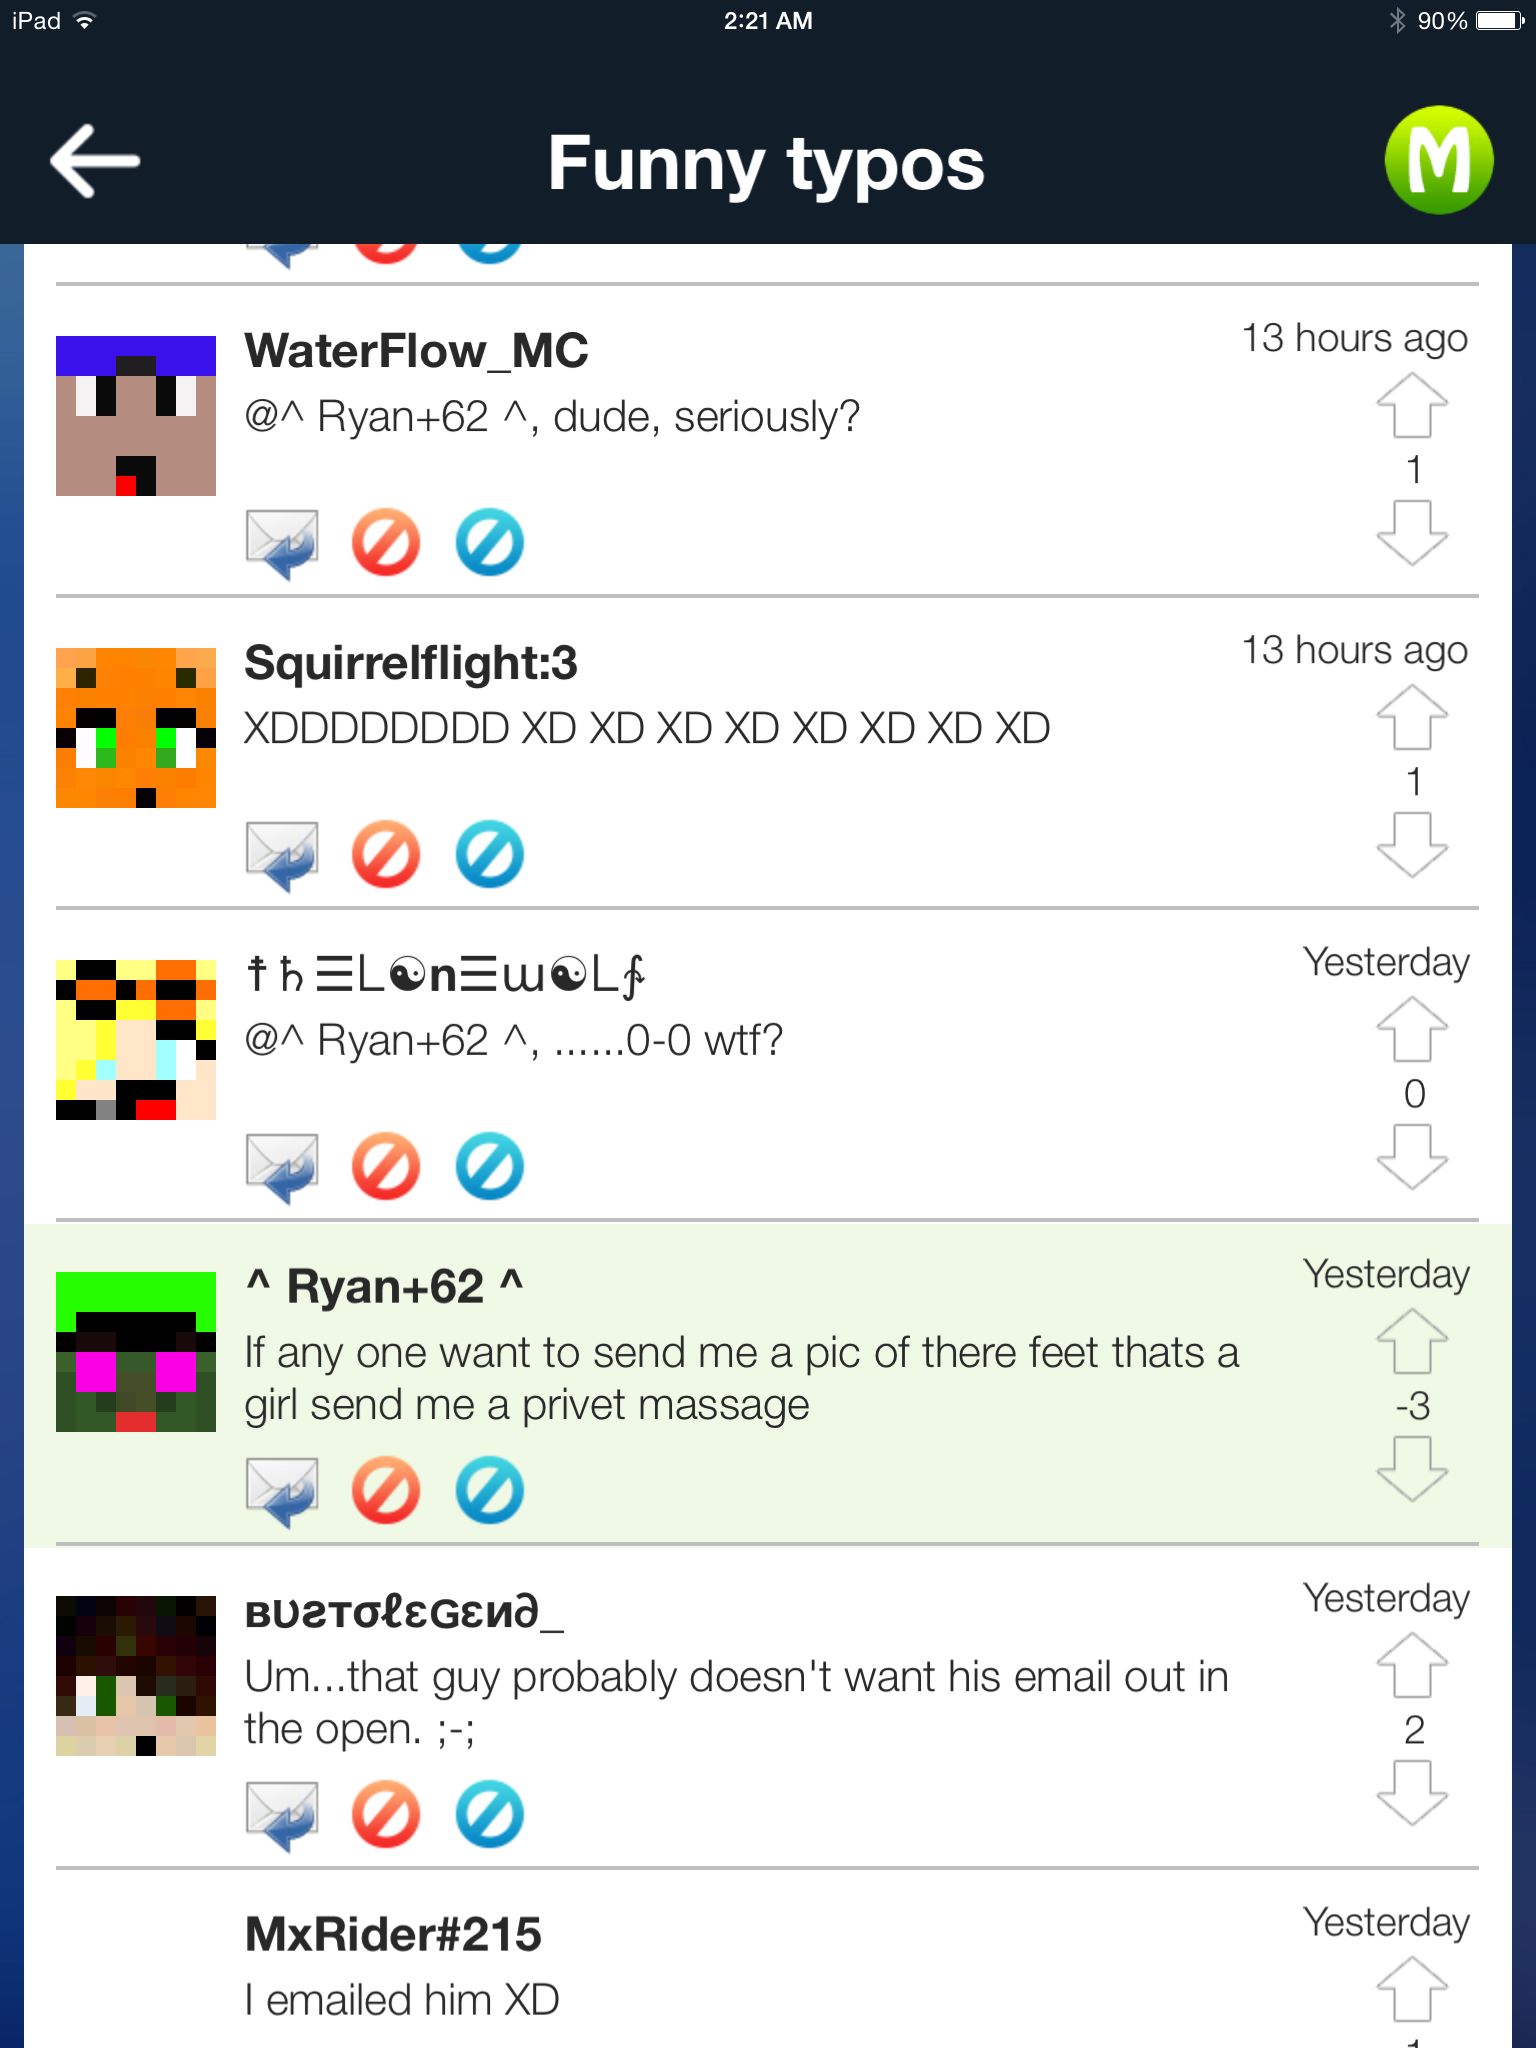 iPad 2:21 AM 90%
Funny typos
M
WaterFlow_MC
13 hours ago
@^ Ryan+62 ^, dude, seriously?
1
Squirrelflight:3
13 hours ago
XDDDDDDDD XD XD XD XD XD XD XD XD
1
☨♄☰L☯n☰ɯ☯L∱
Yesterday
@^ Ryan+62 ^, ......0-0 wtf?
0
^ Ryan+62 ^
Yesterday
If any one want to send me a pic of there feet thats a
girl send me a privet massage
-3
вυƨтσℓεGεи∂_
Yesterday
Um...that guy probably doesn't want his email out in
the open. ;-;
2
MxRider#215
Yesterday
I emailed him XD